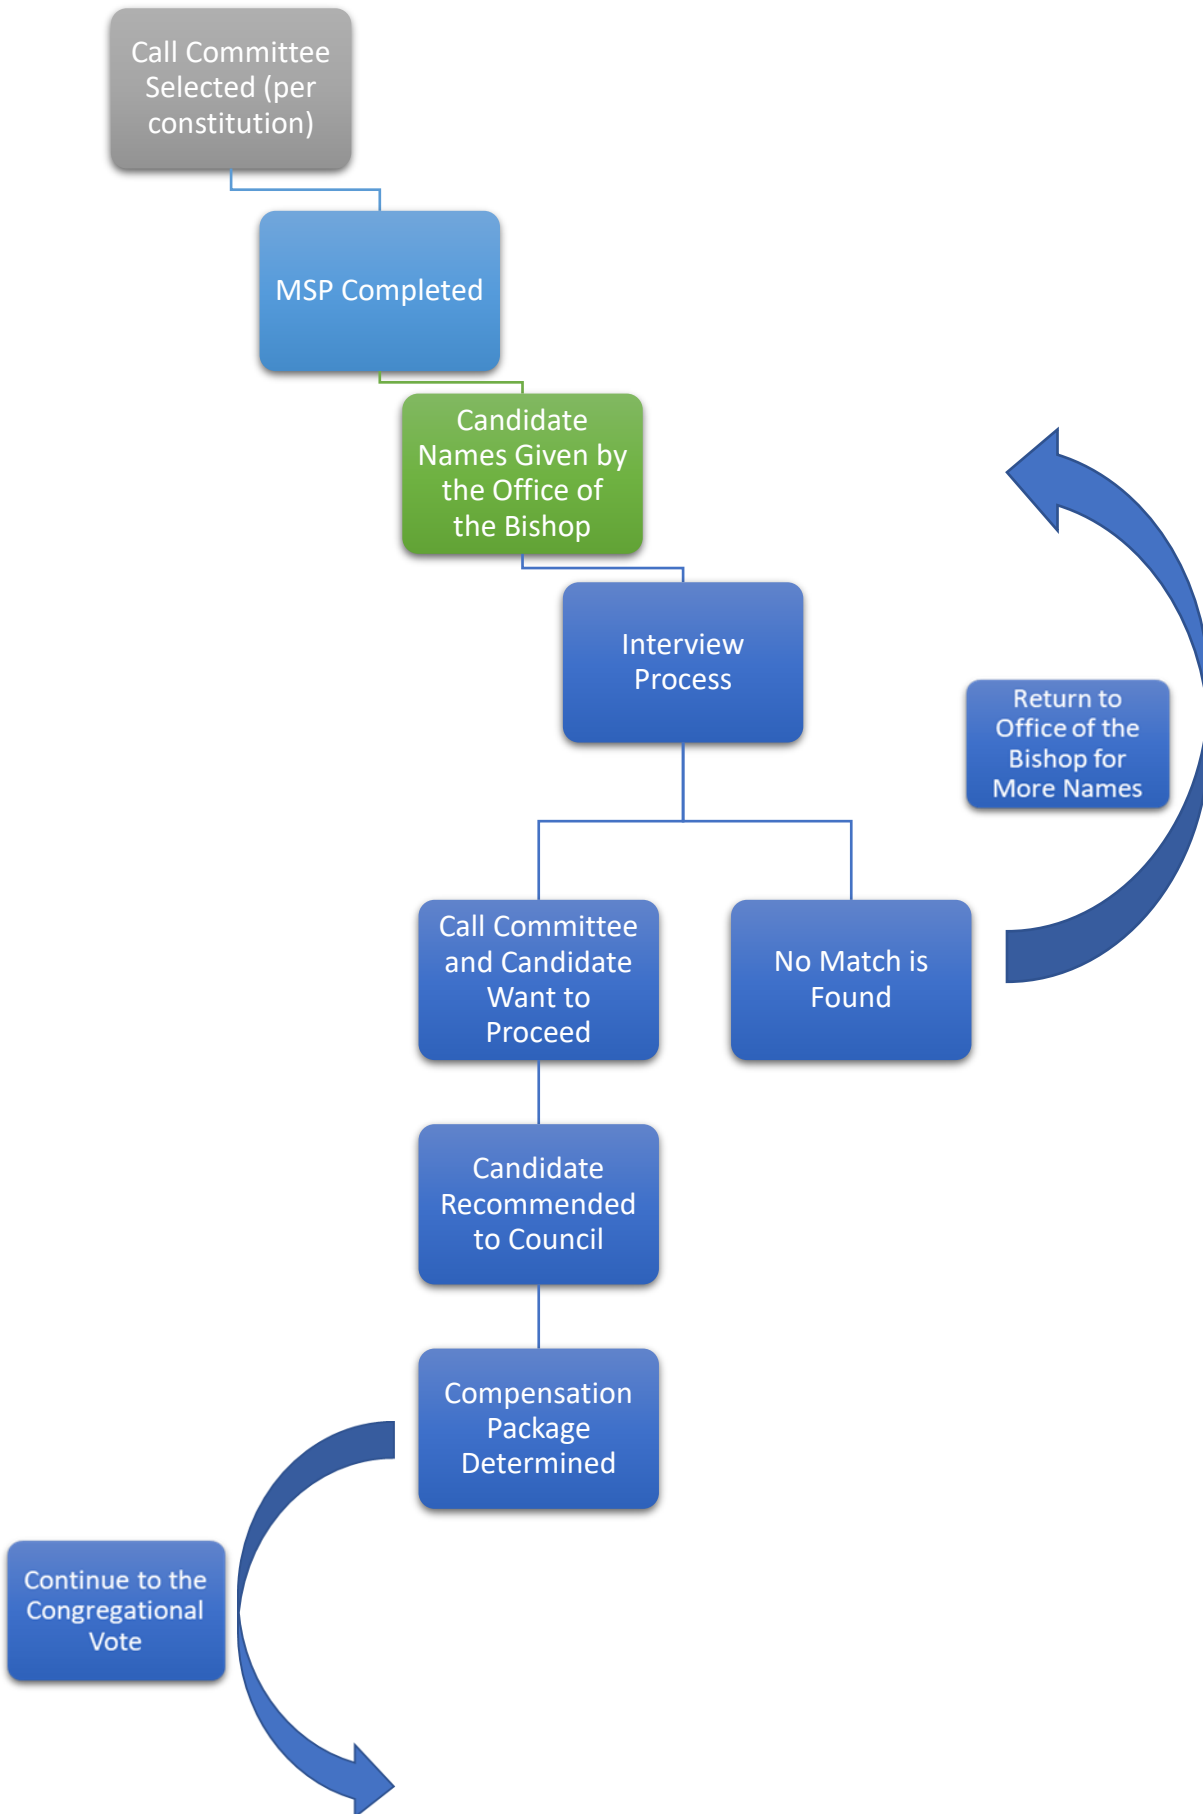 Call Committee
Selected (per
constitution)
MSP Completed
Candidate
Names Given by
the Office of
the Bishop
Interview
Process
Return to
Office of the
Bishop for
More Names
Call Committee
and Candidate
Want to
Proceed
No Match is
Found
Candidate
Recommended
to Council
Compensation
Package
Determined
Continue to the
Congregational
Vote